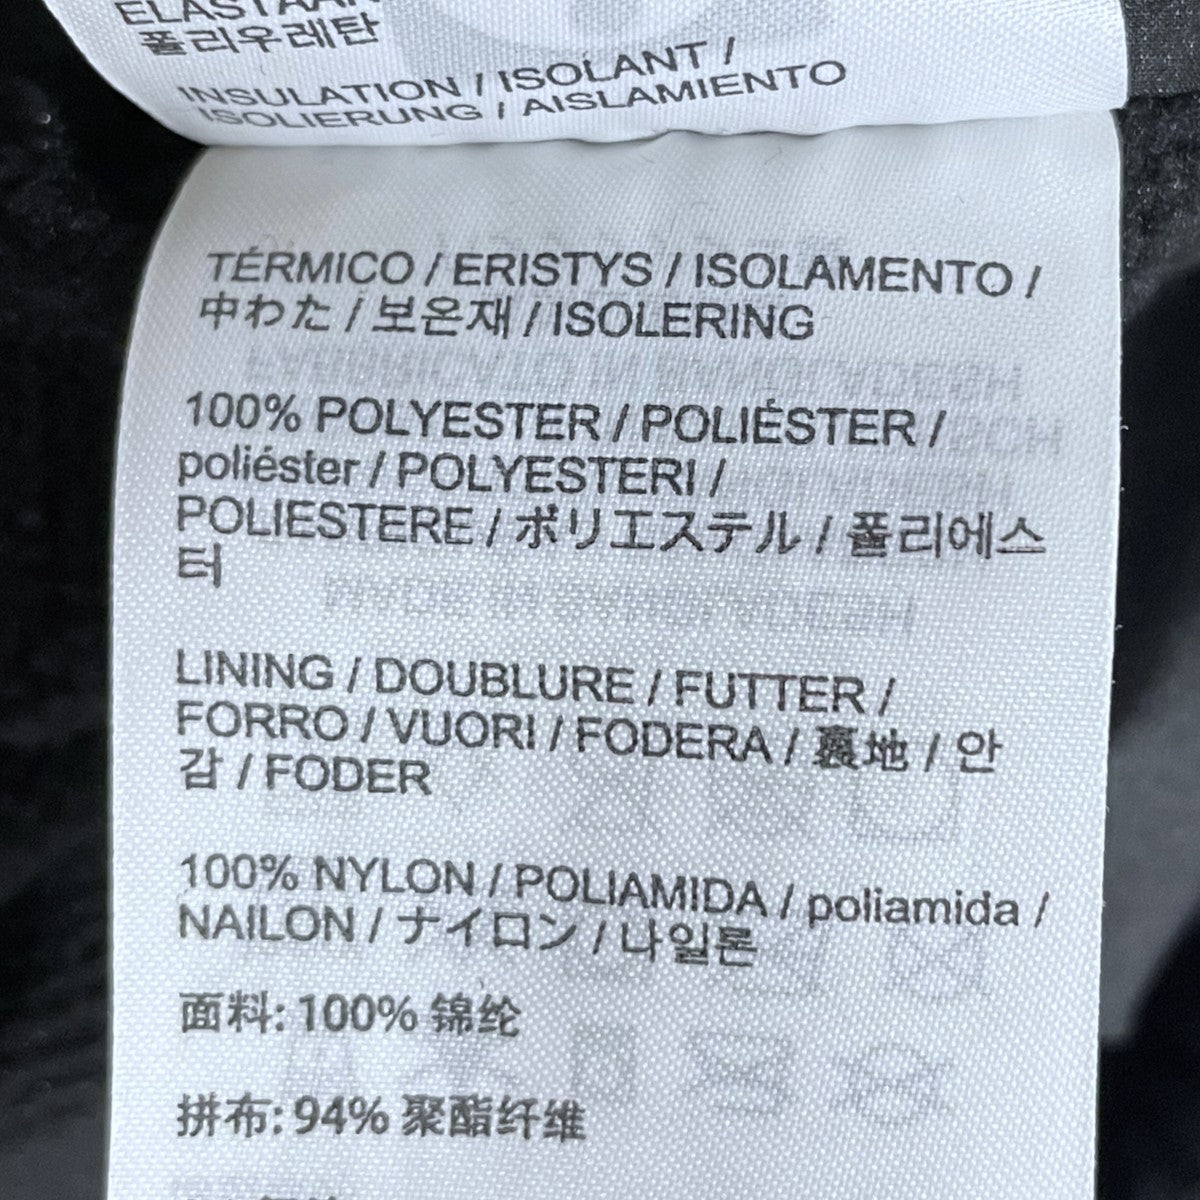 폴리우레탄
INSULATION / ISOLANT /
ISOLIERUNG / AISLAMIENTO
TÉRMICO / ERISTYS / ISOLAMENTO /
中わた / 보온재 / ISOLERING
100% POLYESTER / POLIÉSTER /
poliéster / POLYESTERI /
POLIESTERE / ポリエステル / 폴리에스
터
LINING / DOUBLURE / FUTTER /
FORRO / VUORI / FODERA / 裏地 / 안
감 / FODER
100% NYLON / POLIAMIDA / poliamida /
NAILON / ナイロン / 나일론
面料: 100% 锦纶
拼布: 94% 聚酯纤维